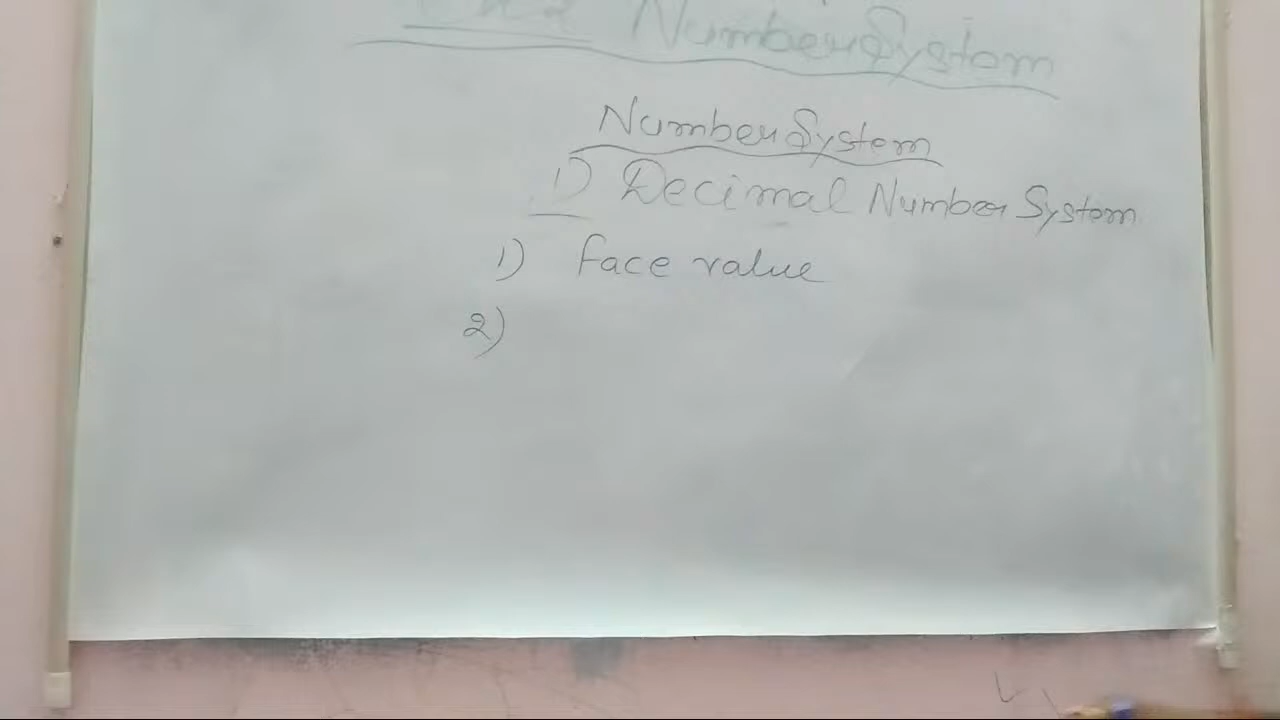 Number System
Number System
1) Decimal Number System
1) face value
2)